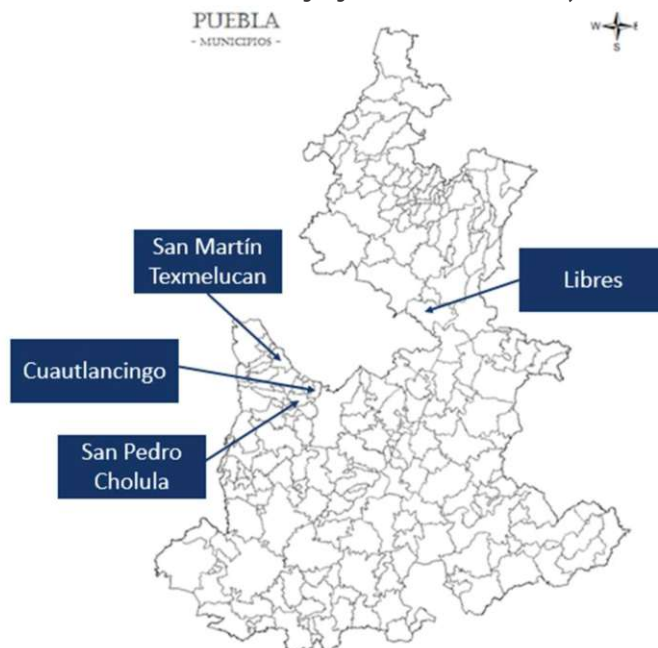 PUEBLA
- MUNICIPIOS -
W
E
S
San Martín
Texmelucan
Libres
Cuautlancingo
San Pedro
Cholula